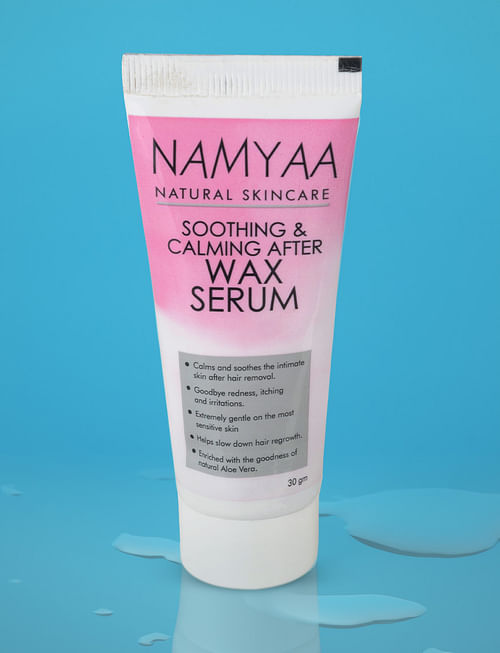 NAMYAA
NATURAL SKINCARE
SOOTHING &
CALMING AFTER
WAX
SERUM
• Calms and soothes the intimate
skin after hair removal.
• Goodbye redness, itching
and irritations.
• Extremely gentle on the most
sensitive skin
• Helps slow down hair regrowth.
• Enriched with the goodness of
natural Aloe Vera.
30 gm